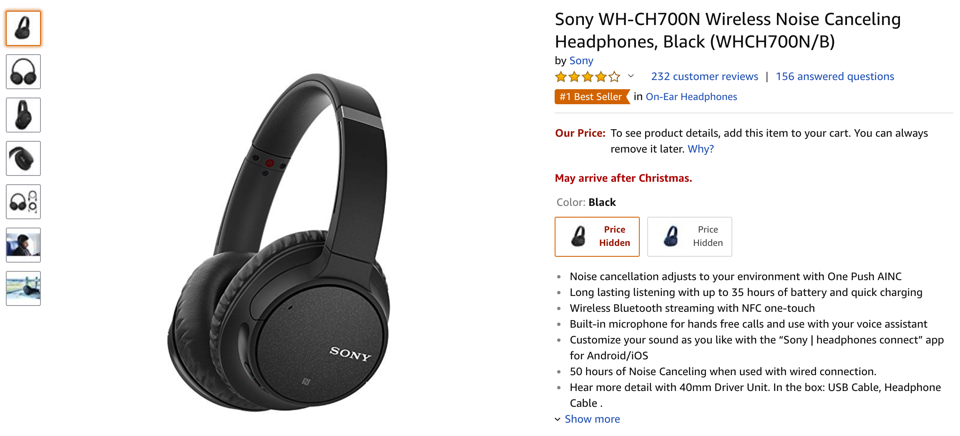 Sony WH-CH700N Wireless Noise Canceling
Headphones, Black (WHCH700N/B)
by Sony
232 customer reviews | 156 answered questions
#1 Best Seller in On-Ear Headphones
Our Price: To see product details, add this item to your cart. You can always
remove it later. Why?
May arrive after Christmas.
Color: Black
Price
Hidden
Price
Hidden
• Noise cancellation adjusts to your environment with One Push AINC
• Long lasting listening with up to 35 hours of battery and quick charging
• Wireless Bluetooth streaming with NFC one-touch
• Built-in microphone for hands free calls and use with your voice assistant
• Customize your sound as you like with the “Sony | headphones connect” app
for Android/iOS
• 50 hours of Noise Canceling when used with wired connection.
• Hear more detail with 40mm Driver Unit. In the box: USB Cable, Headphone
Cable .
Show more
SONY